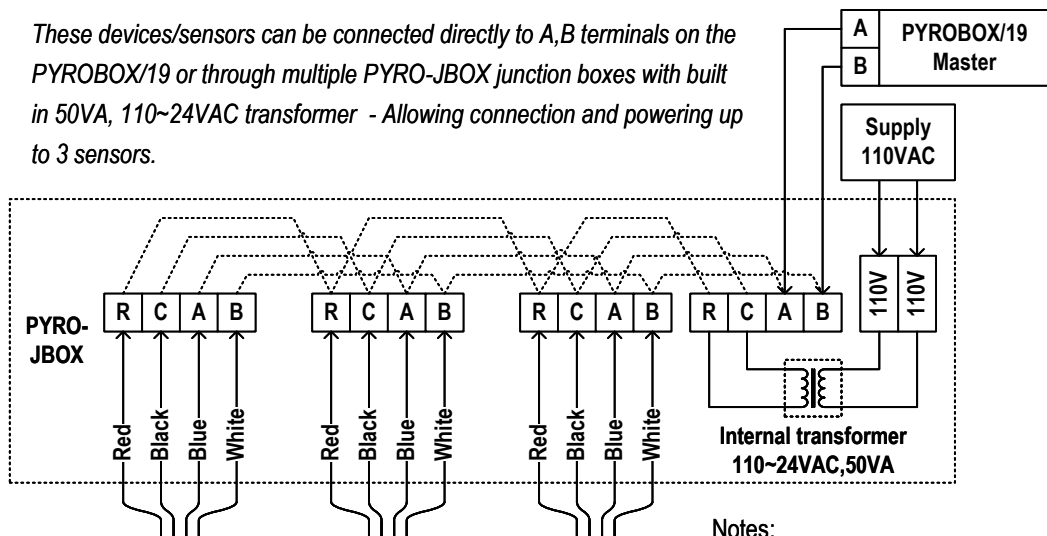 These devices/sensors can be connected directly to A,B terminals on the
PYROBOX/19 or through multiple PYRO-JBOX junction boxes with built
in 50VA, 110~24VAC transformer - Allowing connection and powering up
to 3 sensors.
A
B
PYROBOX/19
Master
Supply
110VAC
PYRO-
JBOX
R C A B
R C A B
R C A B
R C A B
110V
110V
Red
Black
Blue
White
Red
Black
Blue
White
Red
Black
Blue
White
Internal transformer
110~24VAC,50VA
Notes: